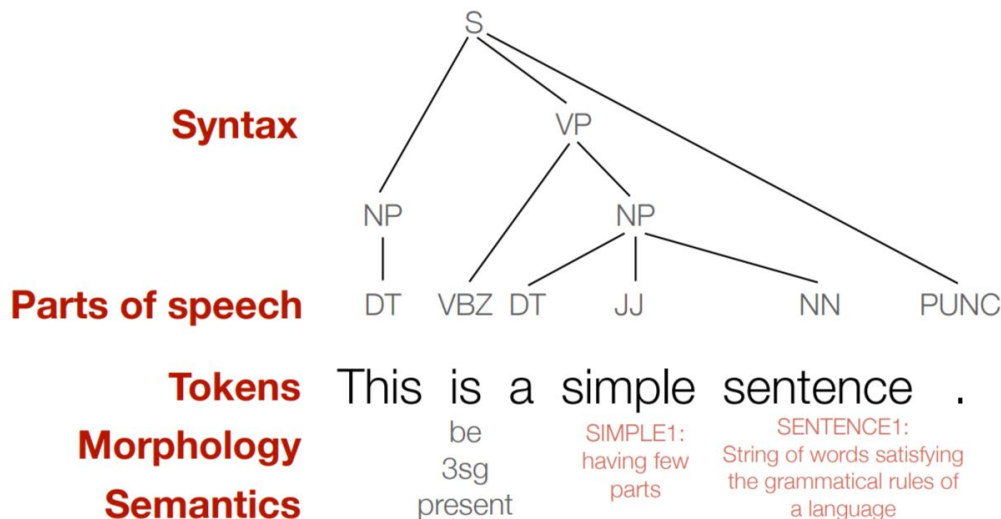 S
Syntax
VP
NP
NP
Parts of speech DT VBZ DT JJ NN PUNC
Tokens This is a simple sentence .
Morphology
be
3sg
present
SIMPLE1:
having few
parts
SENTENCE1:
String of words satisfying
the grammatical rules of
a language
Semantics